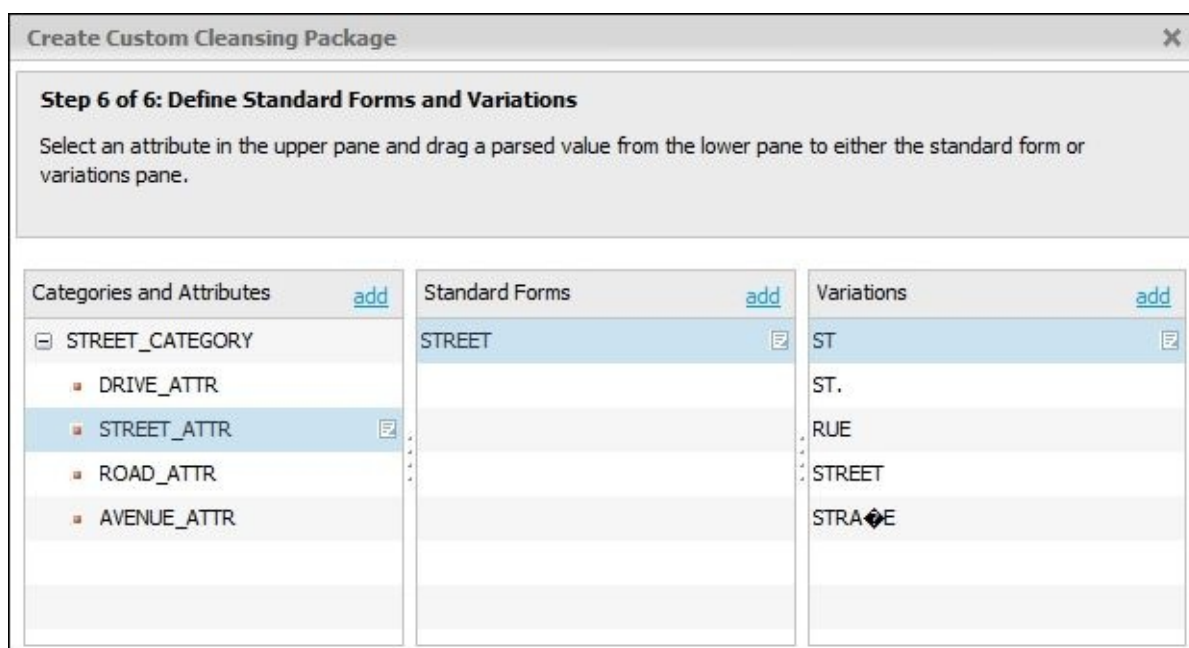 Create Custom Cleansing Package
Step 6 of 6: Define Standard Forms and Variations
Select an attribute in the upper pane and drag a parsed value from the lower pane to either the standard form or
variations pane.
Categories and Attributes add
STREET_CATEGORY
DRIVE_ATTR
STREET_ATTR
ROAD_ATTR
AVENUE_ATTR
Standard Forms add
STREET
Variations add
ST
ST.
RUE
STREET
STRA�E